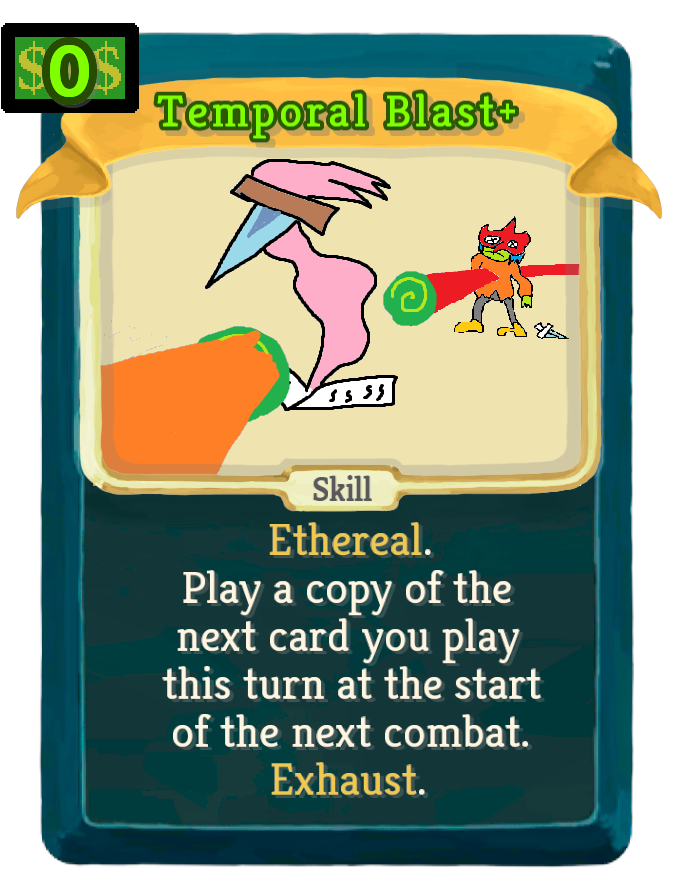 $0$
Temporal Blast+
$ $ $ $
Skill
Ethereal.
Play a copy of the
next card you play
this turn at the start
of the next combat.
Exhaust.